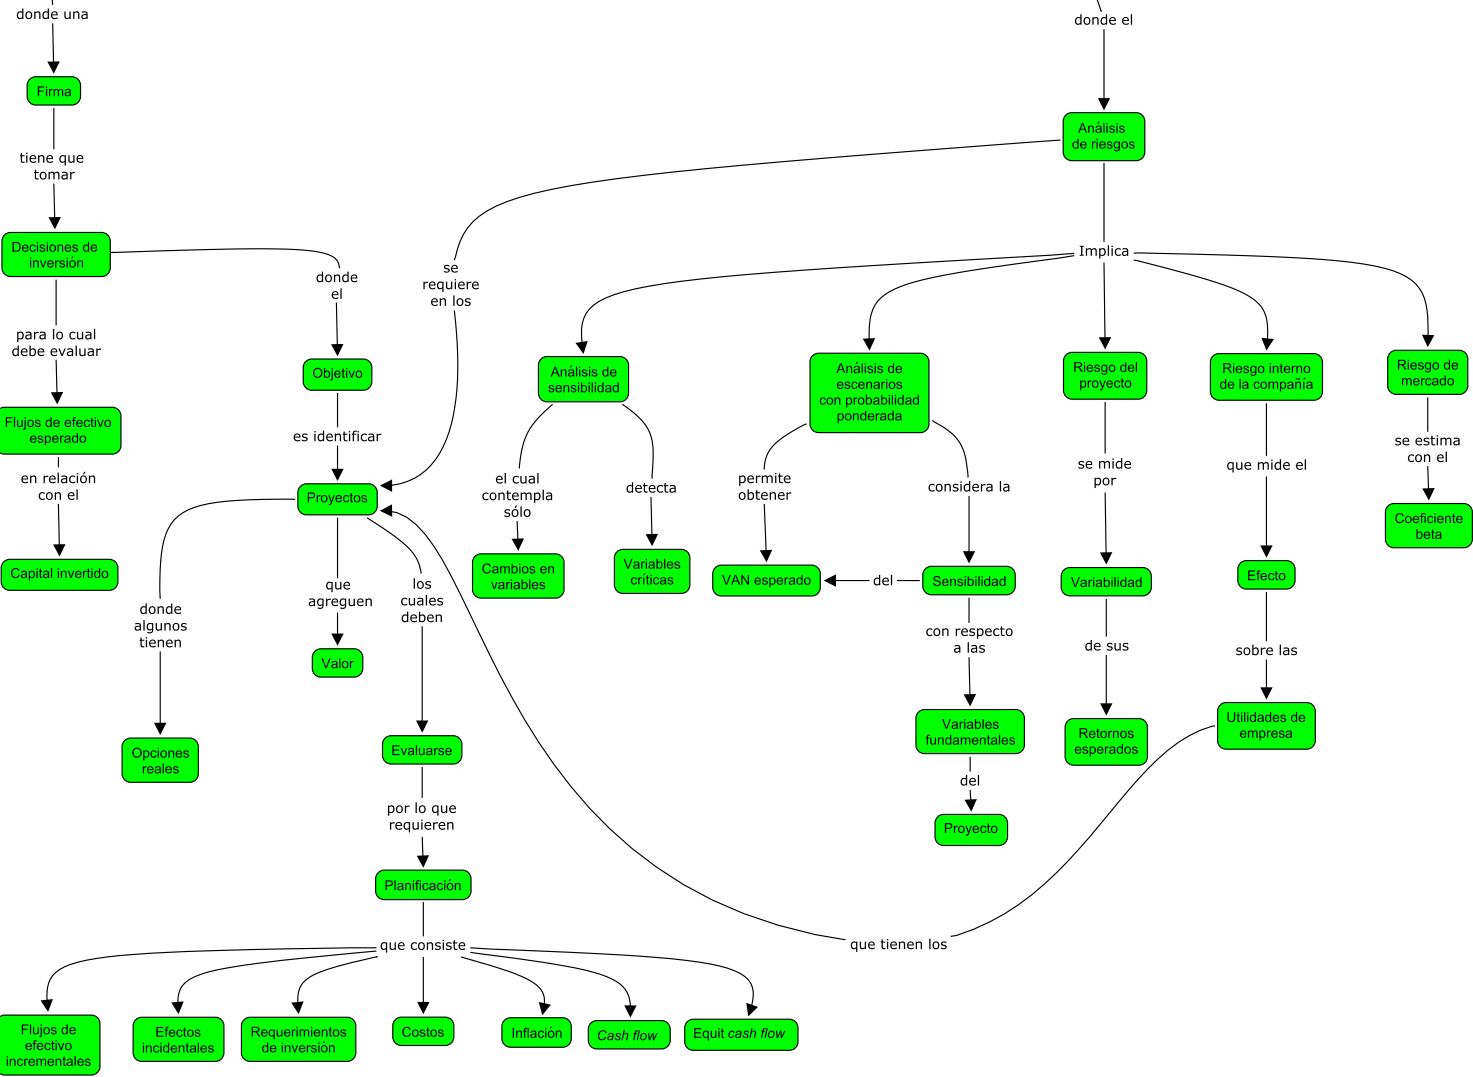 donde una
donde el
Firma
Análisis
de riesgos
tiene que
tomar
Decisiones de
inversión
Implica
donde
el
se
requiere
en los
para lo cual
debe evaluar
Objetivo
Análisis de
sensibilidad
Análisis de
escenarios
con probabilidad
ponderada
Riesgo del
proyecto
Riesgo interno
de la compañía
Riesgo de
mercado
Flujos de efectivo
esperado
es identificar
se estima
con el
en relación
con el
Proyectos
el cual
contempla
sólo
detecta
permite
obtener
considera la
se mide
por
que mide el
Coeficiente
beta
Capital invertido
Cambios en
variables
Variables
críticas
VAN esperado
del
Sensibilidad
Variabilidad
Efecto
donde
algunos
tienen
que
agreguen
los
cuales
deben
con respecto
a las
de sus
sobre las
Valor
Opciones
reales
Evaluarse
Variables
fundamentales
Retornos
esperados
Utilidades de
empresa
del
por lo que
requieren
Proyecto
Planificación
que consiste
que tienen los
Flujos de
efectivo
incrementales
Efectos
incidentales
Requerimientos
de inversión
Costos
Inflación
Cash flow
Equit cash flow